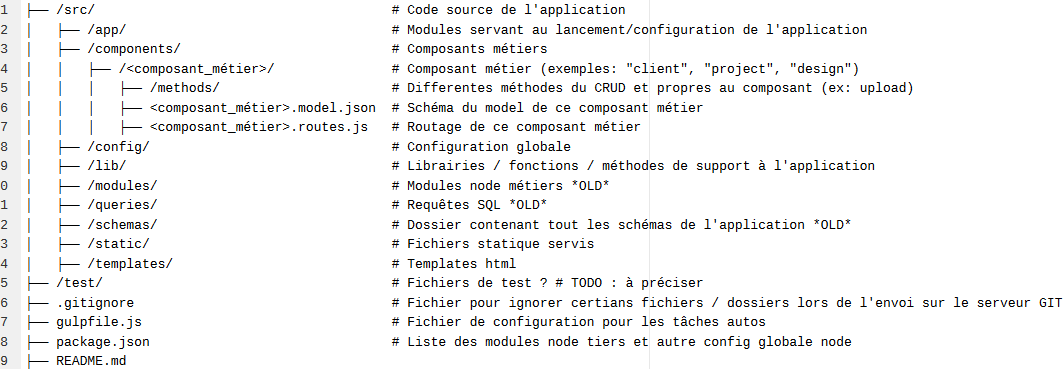 1 ├── /src/ # Code source de l'application
2 │ ├── /app/ # Modules servant au lancement/configuration de l'application
3 │ ├── /components/ # Composants métiers
4 │ │ ├── /<composant_métier>/ # Composant métier (exemples: "client", "project", "design")
5 │ │ │ ├── /methods/ # Differentes méthodes du CRUD et propres au composant (ex: upload)
6 │ │ │ ├── <composant_métier>.model.json # Schéma du model de ce composant métier
7 │ │ │ ├── <composant_métier>.routes.js # Routage de ce composant métier
8 │ ├── /config/ # Configuration globale
9 │ ├── /lib/ # Librairies / fonctions / méthodes de support à l'application
0 │ ├── /modules/ # Modules node métiers *OLD*
1 │ ├── /queries/ # Requêtes SQL *OLD*
2 │ ├── /schemas/ # Dossier contenant tout les schémas de l'application *OLD*
3 │ ├── /static/ # Fichiers statique servis
4 │ ├── /templates/ # Templates html
5 ├── /test/ # Fichiers de test ? # TODO : à préciser
6 ├── .gitignore # Fichier pour ignorer certians fichiers / dossiers lors de l'envoi sur le serveur GIT
7 ├── gulpfile.js # Fichier de configuration pour les tâches autos
8 ├── package.json # Liste des modules node tiers et autre config globale node
9 ├── README.md